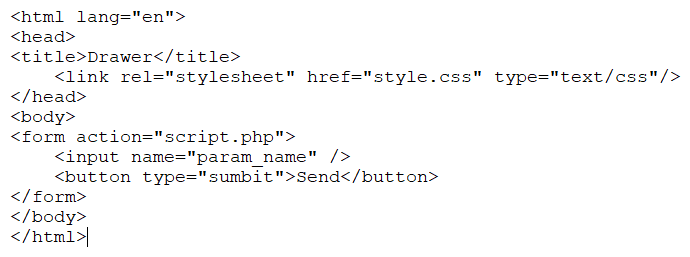 <html lang="en">
<head>
<title>Drawer</title>
    <link rel="stylesheet" href="style.css" type="text/css"/>
</head>
<body>
<form action="script.php">
    <input name="param_name" />
    <button type="sumbit">Send</button>
</form>
</body>
</html>